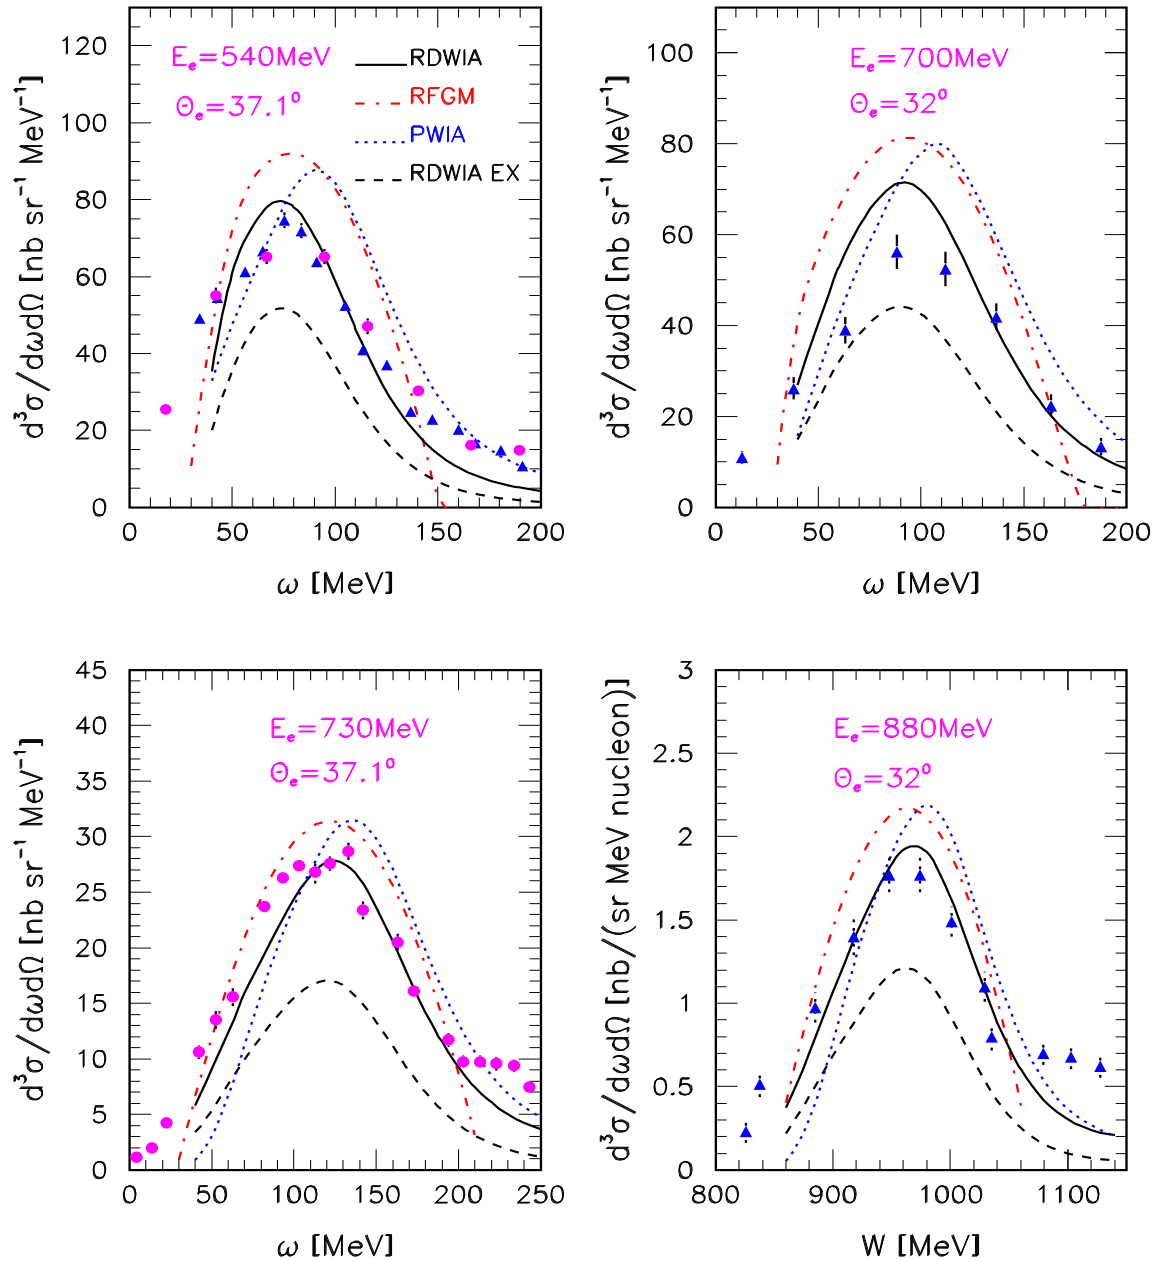 d³σ/dωdΩ [nb sr⁻¹ MeV⁻¹]
120
100
80
60
40
20
0
E_e=540MeV
Θ_e=37.1⁰
RDWIA
RFGM
PWIA
RDWIA EX
0 50 100 150 200
ω [MeV]
d³σ/dωdΩ [nb sr⁻¹ MeV⁻¹]
100
80
60
40
20
0
E_e=700MeV
Θ_e=32⁰
0 50 100 150 200
ω [MeV]
d³σ/dωdΩ [nb sr⁻¹ MeV⁻¹]
45
40
35
30
25
20
15
10
5
0
E_e=730MeV
Θ_e=37.1⁰
0 50 100 150 200 250
ω [MeV]
d³σ/dωdΩ [nb/(sr MeV nucleon)]
3
2.5
2
1.5
1
0.5
0
E_e=880MeV
Θ_e=32⁰
800 900 1000 1100
W [MeV]